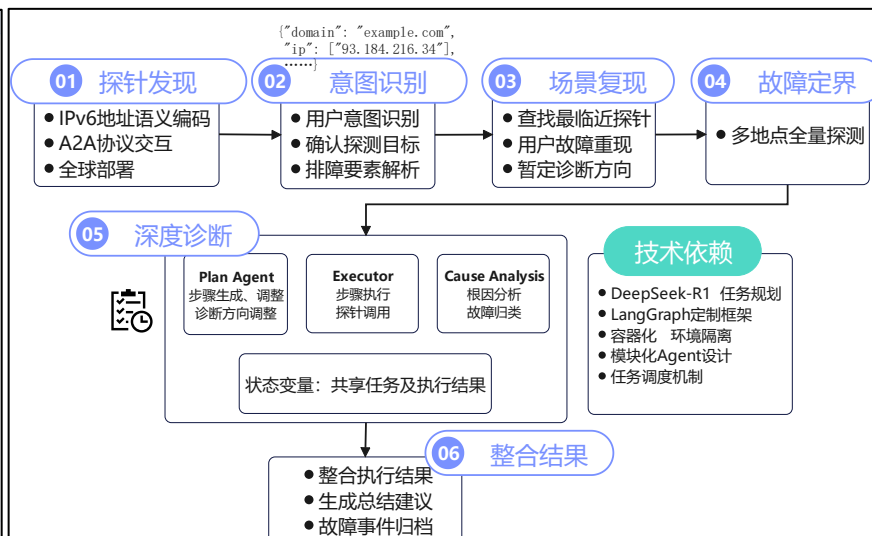 {"domain": "example.com",
"ip": ["93.184.216.34"],
……}
01 探针发现
IPv6地址语义编码
A2A协议交互
全球部署
02 意图识别
用户意图识别
确认探测目标
排障要素解析
03 场景复现
查找最临近探针
用户故障重现
暂定诊断方向
04 故障定界
多地点全量探测
05 深度诊断
Plan Agent
步骤生成、调整
诊断方向调整
Executor
步骤执行
探针调用
Cause Analysis
根因分析
故障归类
状态变量：共享任务及执行结果
技术依赖
DeepSeek-R1 任务规划
LangGraph定制框架
容器化 环境隔离
模块化Agent设计
任务调度机制
06 整合结果
整合执行结果
生成总结建议
故障事件归档